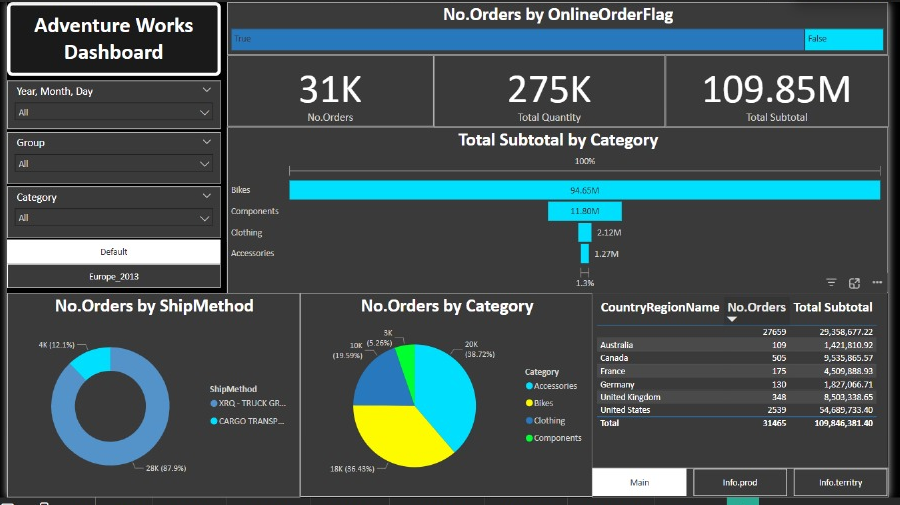 Adventure Works
Dashboard
Year, Month, Day
All
Group
All
Category
All
Default
Europe_2013
No.Orders by OnlineOrderFlag
True
False
31K
No.Orders
275K
Total Quantity
109.85M
Total Subtotal
Total Subtotal by Category
100%
Bikes
94.65M
Components
11.80M
Clothing
2.12M
Accessories
1.27M
1.3%
No.Orders by ShipMethod
4K (12.1%)
28K (87.9%)
ShipMethod
XRQ - TRUCK GR...
CARGO TRANSP...
No.Orders by Category
3K
(5.26%)
10K
(19.59%)
20K
(38.72%)
18K (36.43%)
Category
Accessories
Bikes
Clothing
Components
CountryRegionName No.Orders Total Subtotal
27659 29,358,677.22
Australia 109 1,421,810.92
Canada 505 9,535,865.57
France 175 4,509,888.93
Germany 130 1,827,066.71
United Kingdom 348 8,503,338.65
United States 2539 54,689,733.40
Total 31465 109,846,381.40
Main
Info.prod
Info.territry